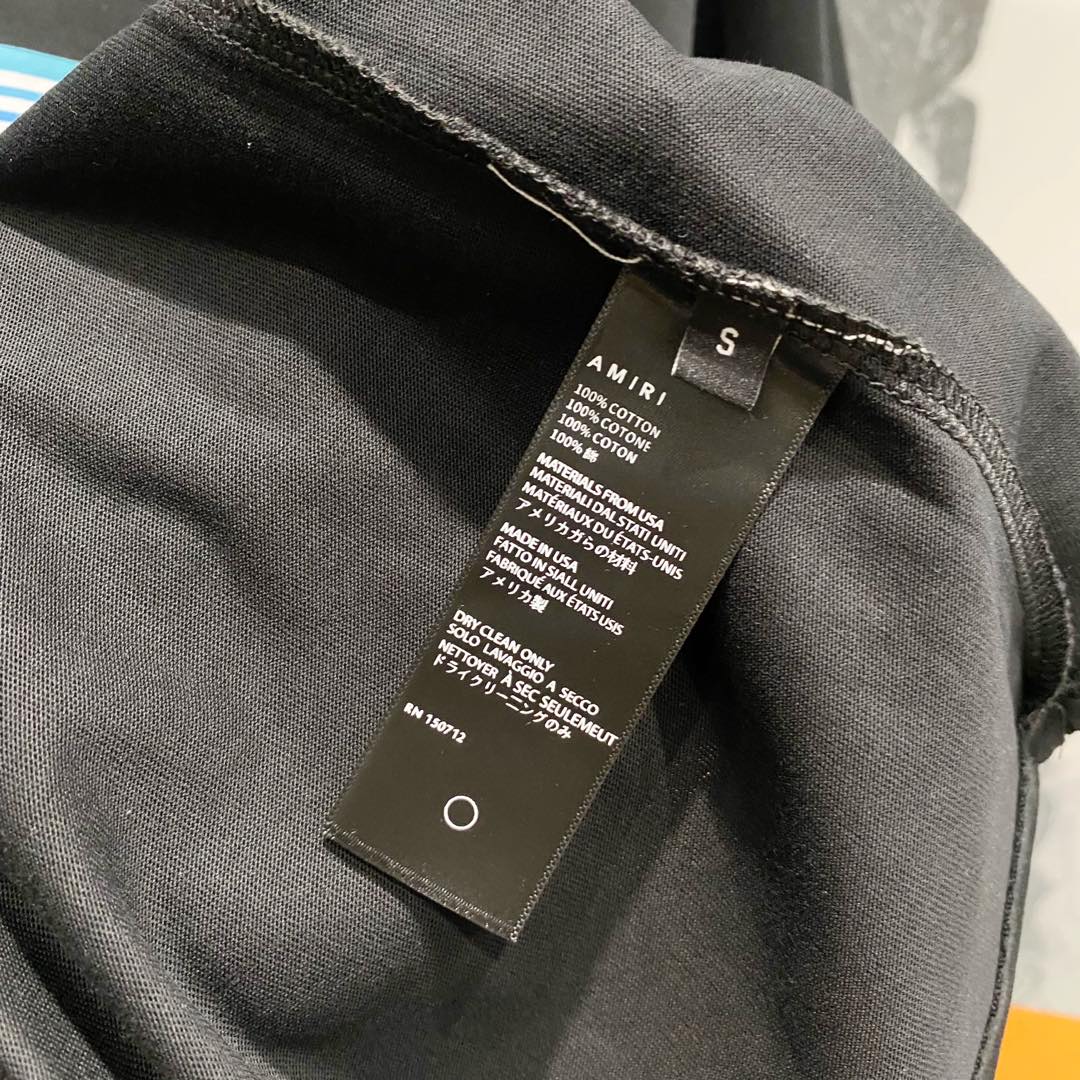 S
AMIRI
100% COTTON
100% COTONE
100% COTON
100% 綿
MATERIALS FROM USA
MATERIALI DAL STATI UNITI
MATÉRIAUX DU ÉTATS-UNIS
アメリカガらの材料
MADE IN USA
FATTO IN SIALL UNITI
FABRIQUÉ AUX ÉTATS USIS
アメリカ製
DRY CLEAN ONLY
SOLO LAVAGGIO A SECCO
NETTOYER À SEC SEULEMEUT
ドライクリーニングのみ
RN 150712